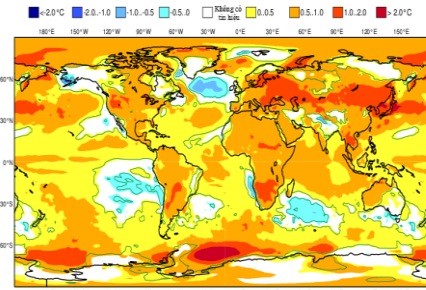 <-2.0°C -2.0..-1.0 -1.0..-0.5 -0.5..0 Không có tín hiệu 0..0.5 0.5..1.0 1.0..2.0 > 2.0°C
180°E 150°W 120°W 90°W 60°W 30°W 0°E 30°E 60°E 90°E 120°E 150°E
60°N
30°N
0°N
30°S
60°S